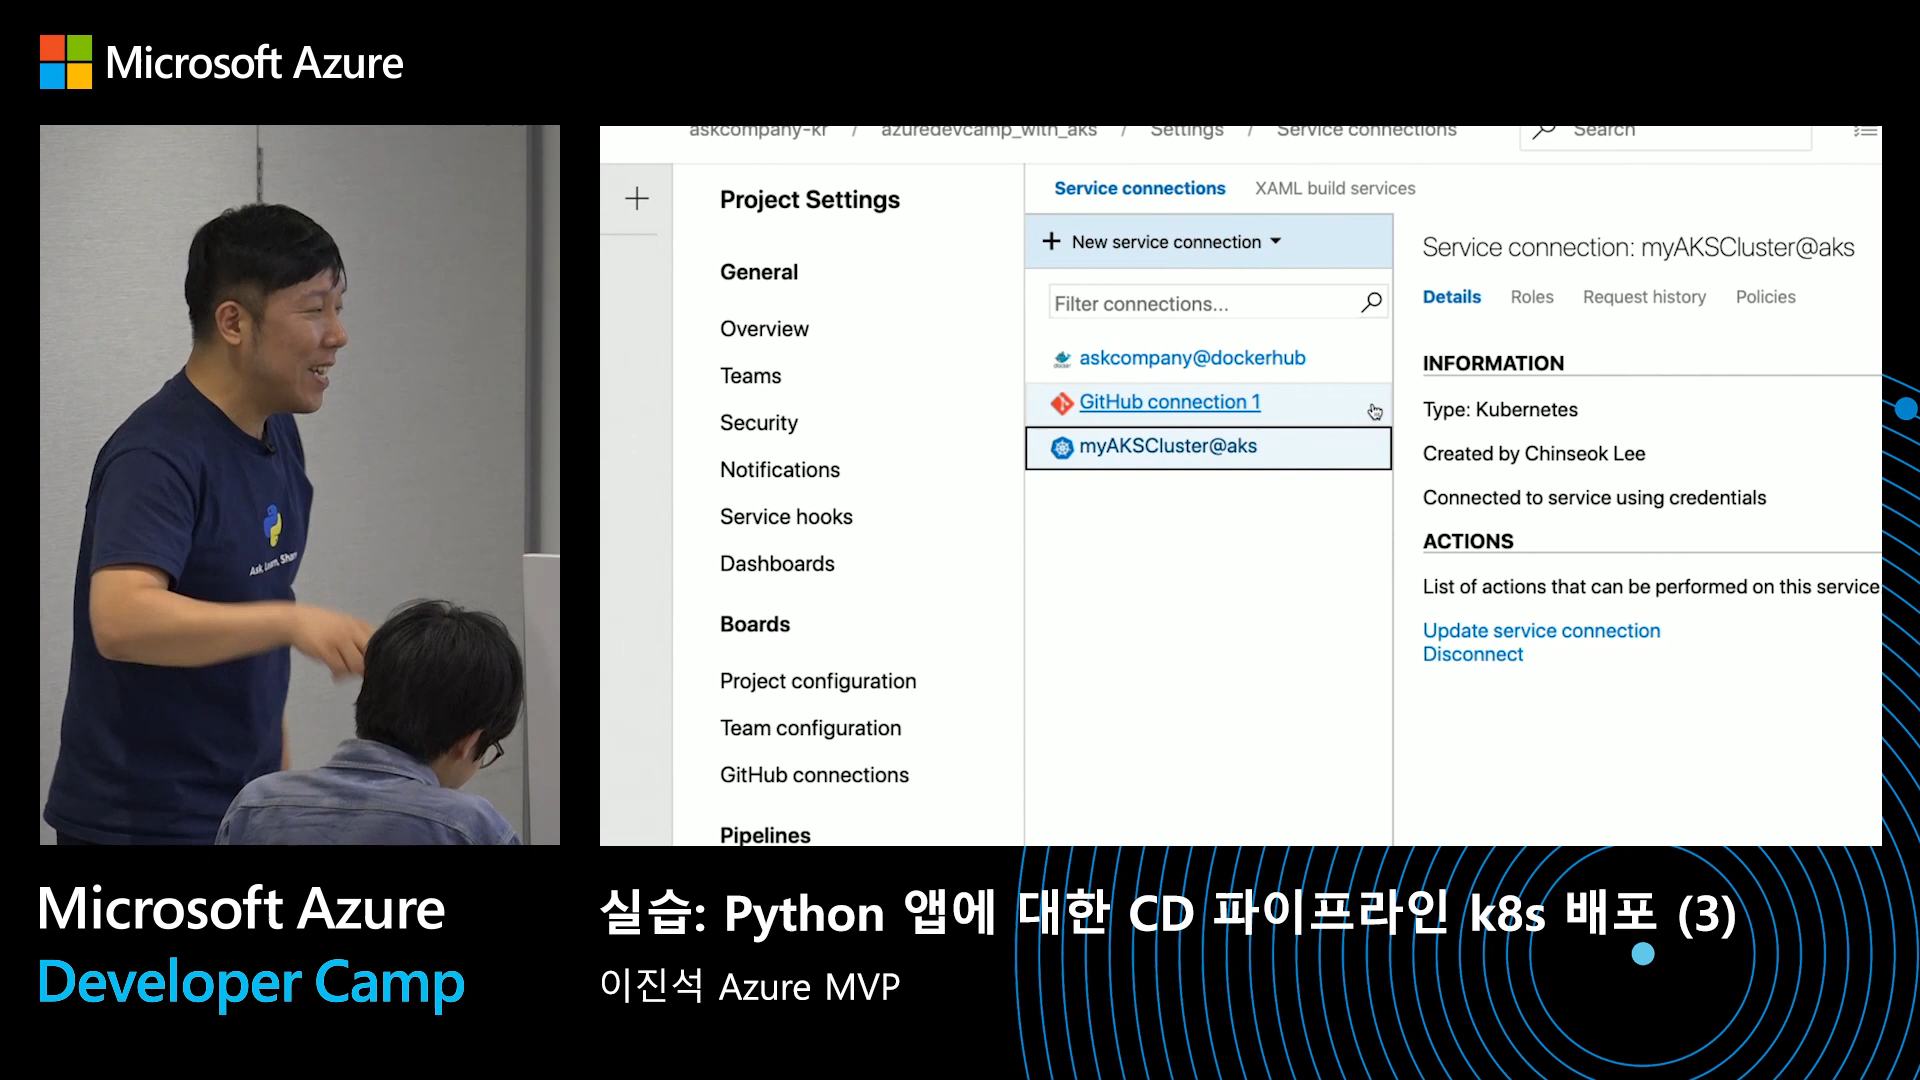 Microsoft Azure
askcompany-kr / azuredevcamp_with_aks / Settings / Service connections
Search
Project Settings
General
Overview
Teams
Security
Notifications
Service hooks
Dashboards
Boards
Project configuration
Team configuration
GitHub connections
Pipelines
Service connections XAML build services
+ New service connection
Filter connections...
askcompany@dockerhub
GitHub connection 1
myAKSCluster@aks
Service connection: myAKSCluster@aks
Details Roles Request history Policies
INFORMATION
Type: Kubernetes
Created by Chinseok Lee
Connected to service using credentials
ACTIONS
List of actions that can be performed on this service
Update service connection
Disconnect
Ask, Learn, Share
Microsoft Azure
Developer Camp
실습: Python 앱에 대한 CD 파이프라인 k8s 배포 (3)
이진석 Azure MVP